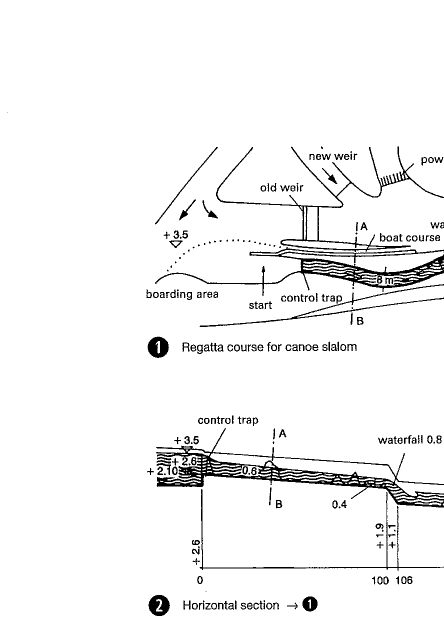 new weir
pow
old weir
A
+ 3.5
wa
boat course
8 m
boarding area
start
control trap
B
1 Regatta course for canoe slalom
control trap
A
+ 3.5
waterfall 0.8
+ 2.6
+ 2.10
0.6
B
0.4
+ 2.6
+ 1.9
+ 1.1
0
100
106
2 Horizontal section → 1